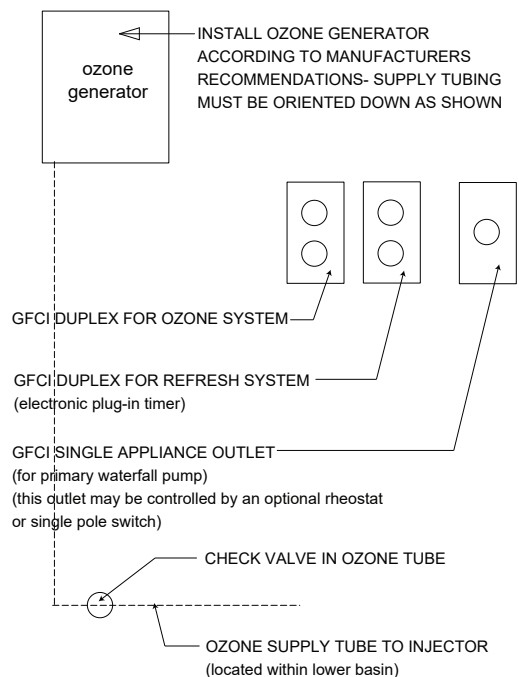 INSTALL OZONE GENERATOR
ACCORDING TO MANUFACTURERS
RECOMMENDATIONS- SUPPLY TUBING
MUST BE ORIENTED DOWN AS SHOWN
ozone
generator
GFCI DUPLEX FOR OZONE SYSTEM
GFCI DUPLEX FOR REFRESH SYSTEM
(electronic plug-in timer)
GFCI SINGLE APPLIANCE OUTLET
(for primary waterfall pump)
(this outlet may be controlled by an optional rheostat
or single pole switch)
CHECK VALVE IN OZONE TUBE
OZONE SUPPLY TUBE TO INJECTOR
(located within lower basin)